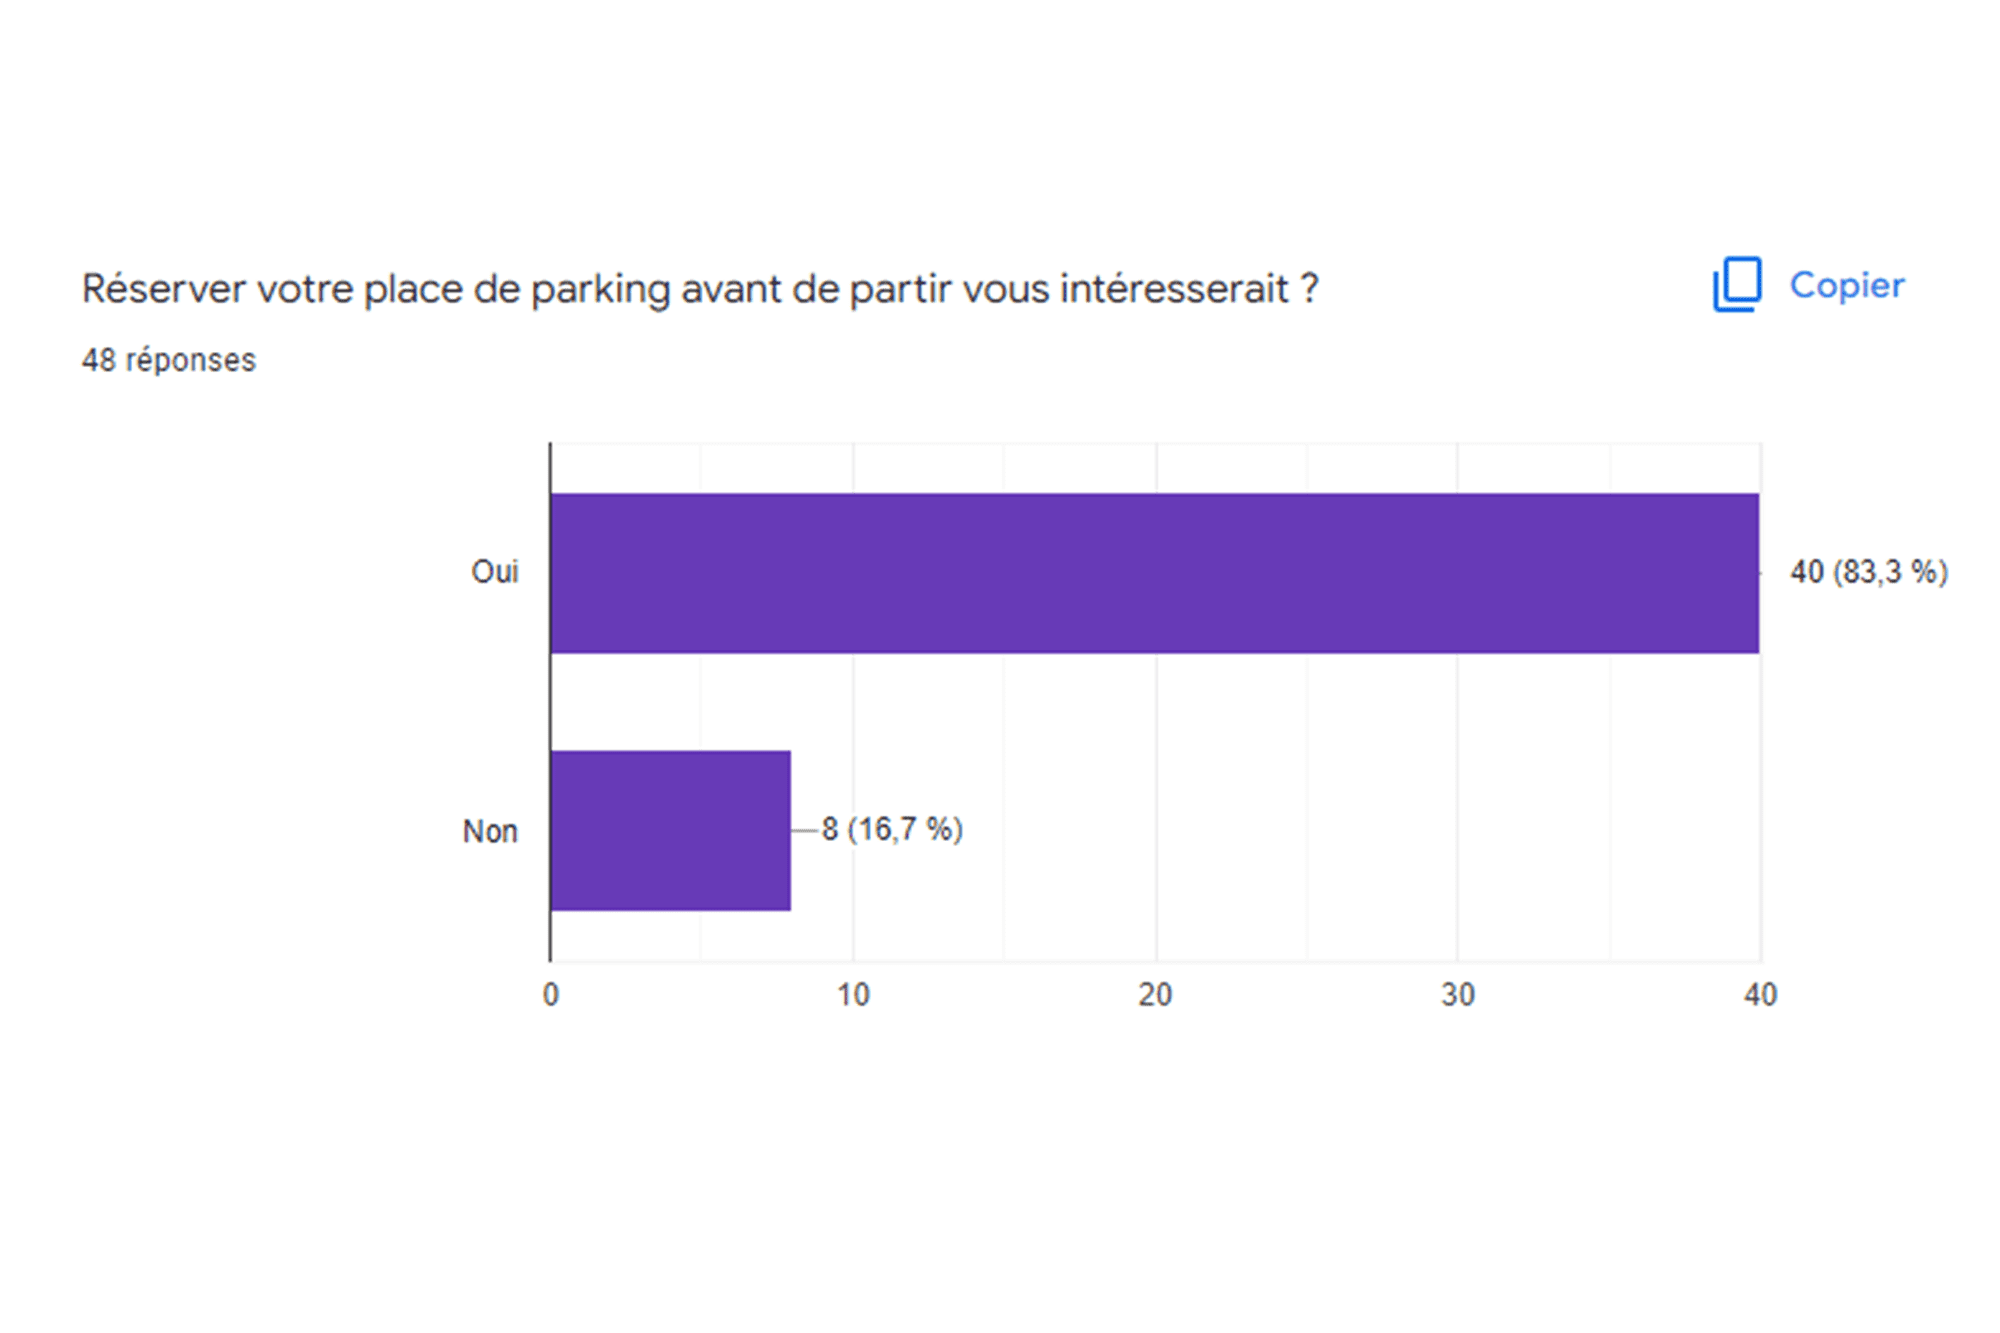 Réserver votre place de parking avant de partir vous intéresserait ?
Copier
48 réponses
Oui
40 (83,3 %)
Non
8 (16,7 %)
0 10 20 30 40